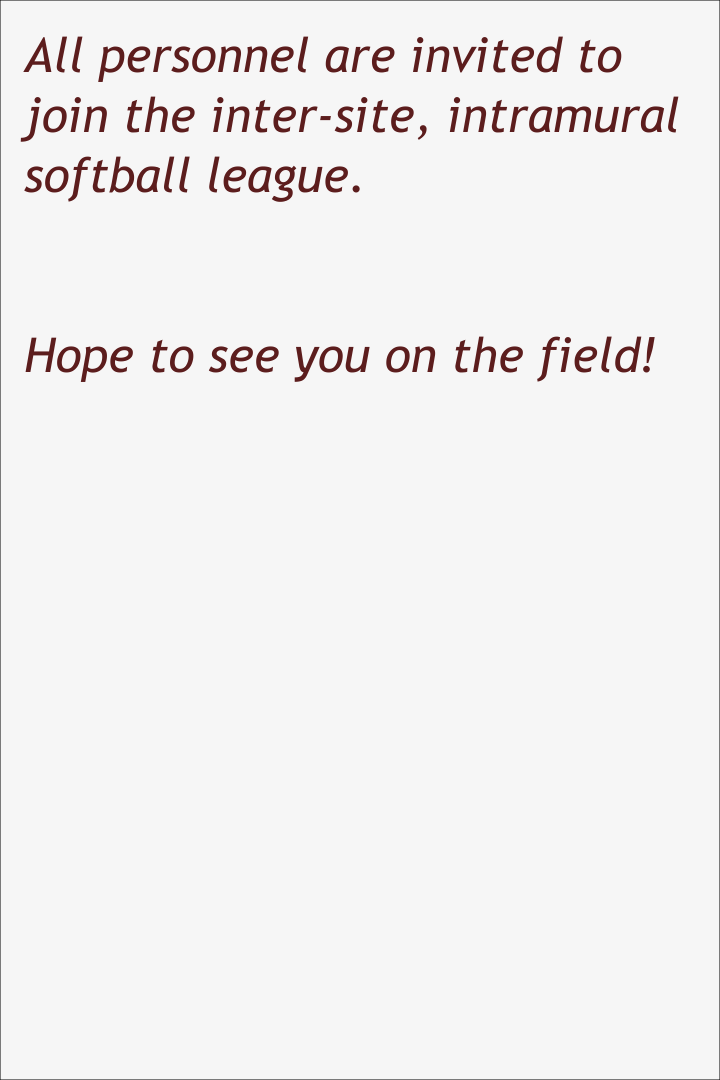 All personnel are invited to
join the inter-site, intramural
softball league.
Hope to see you on the field!